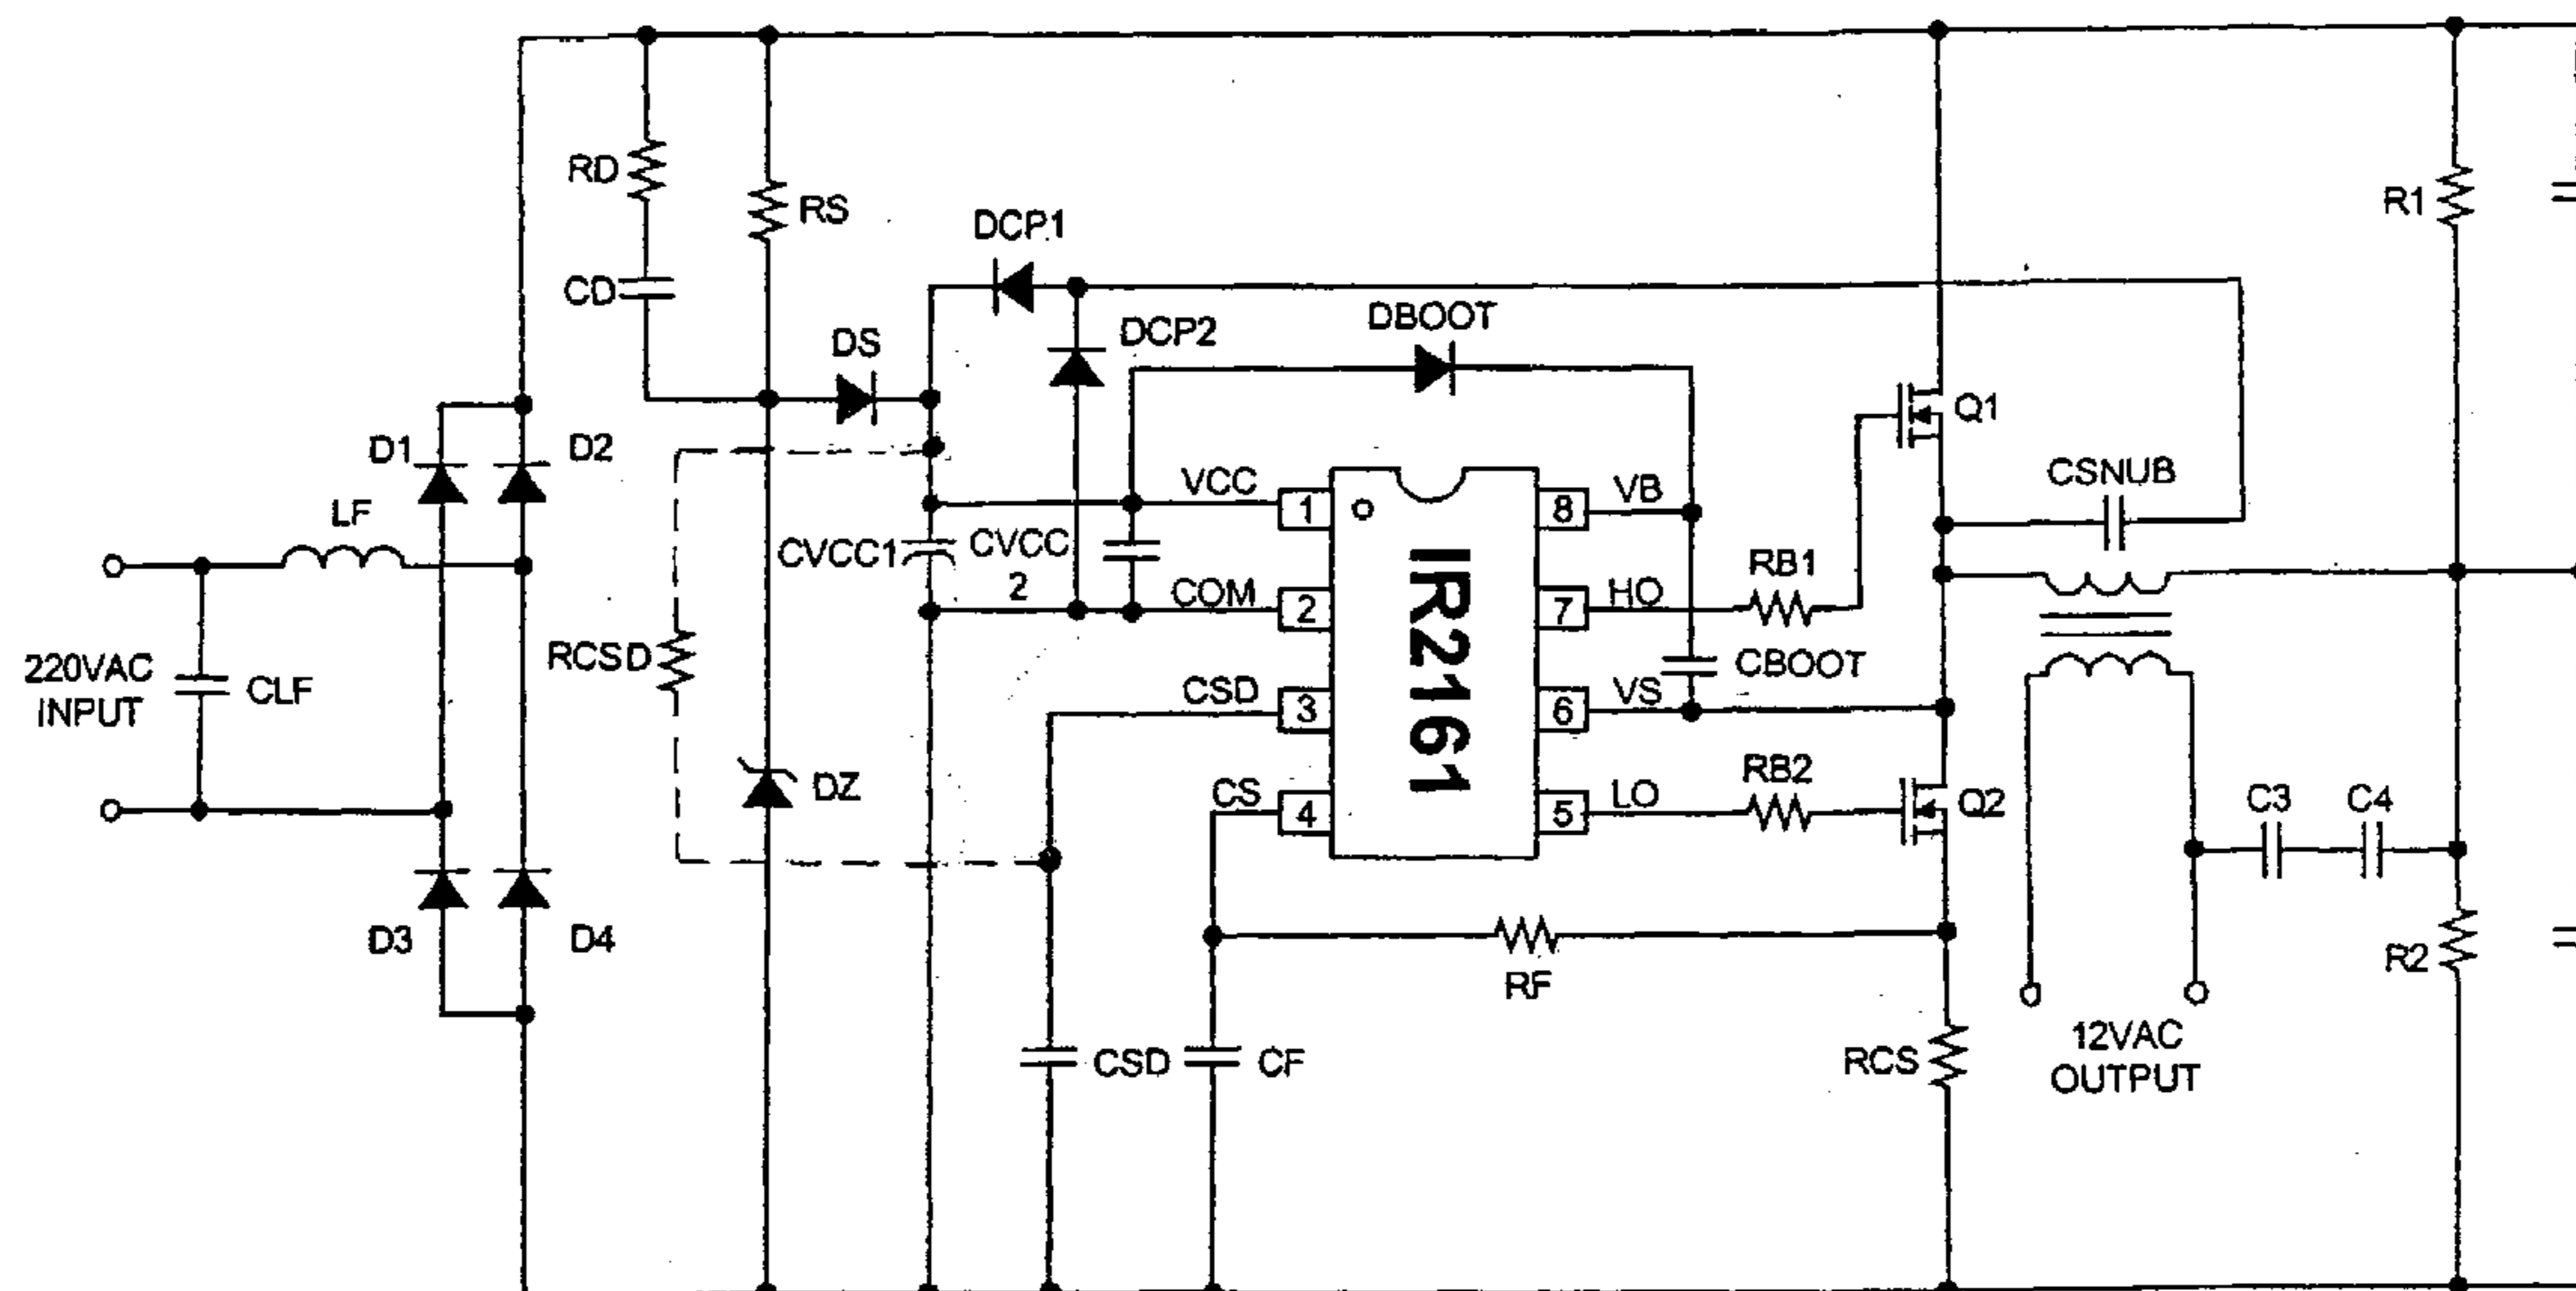 RD
RS
R1
DCP1
CD
DCP2
DBOOT
DS
Q1
D1
D2
CSNUB
VCC
1
8
VB
LF
CVCC1
CVCC
2
RB1
COM
2
7
HO
220VAC
INPUT
CLF
RCSD
IR2161
CBOOT
CSD
3
6
VS
DZ
RB2
CS
4
5
LO
Q2
C3
C4
D3
D4
RF
R2
CSD
CF
RCS
12VAC
OUTPUT